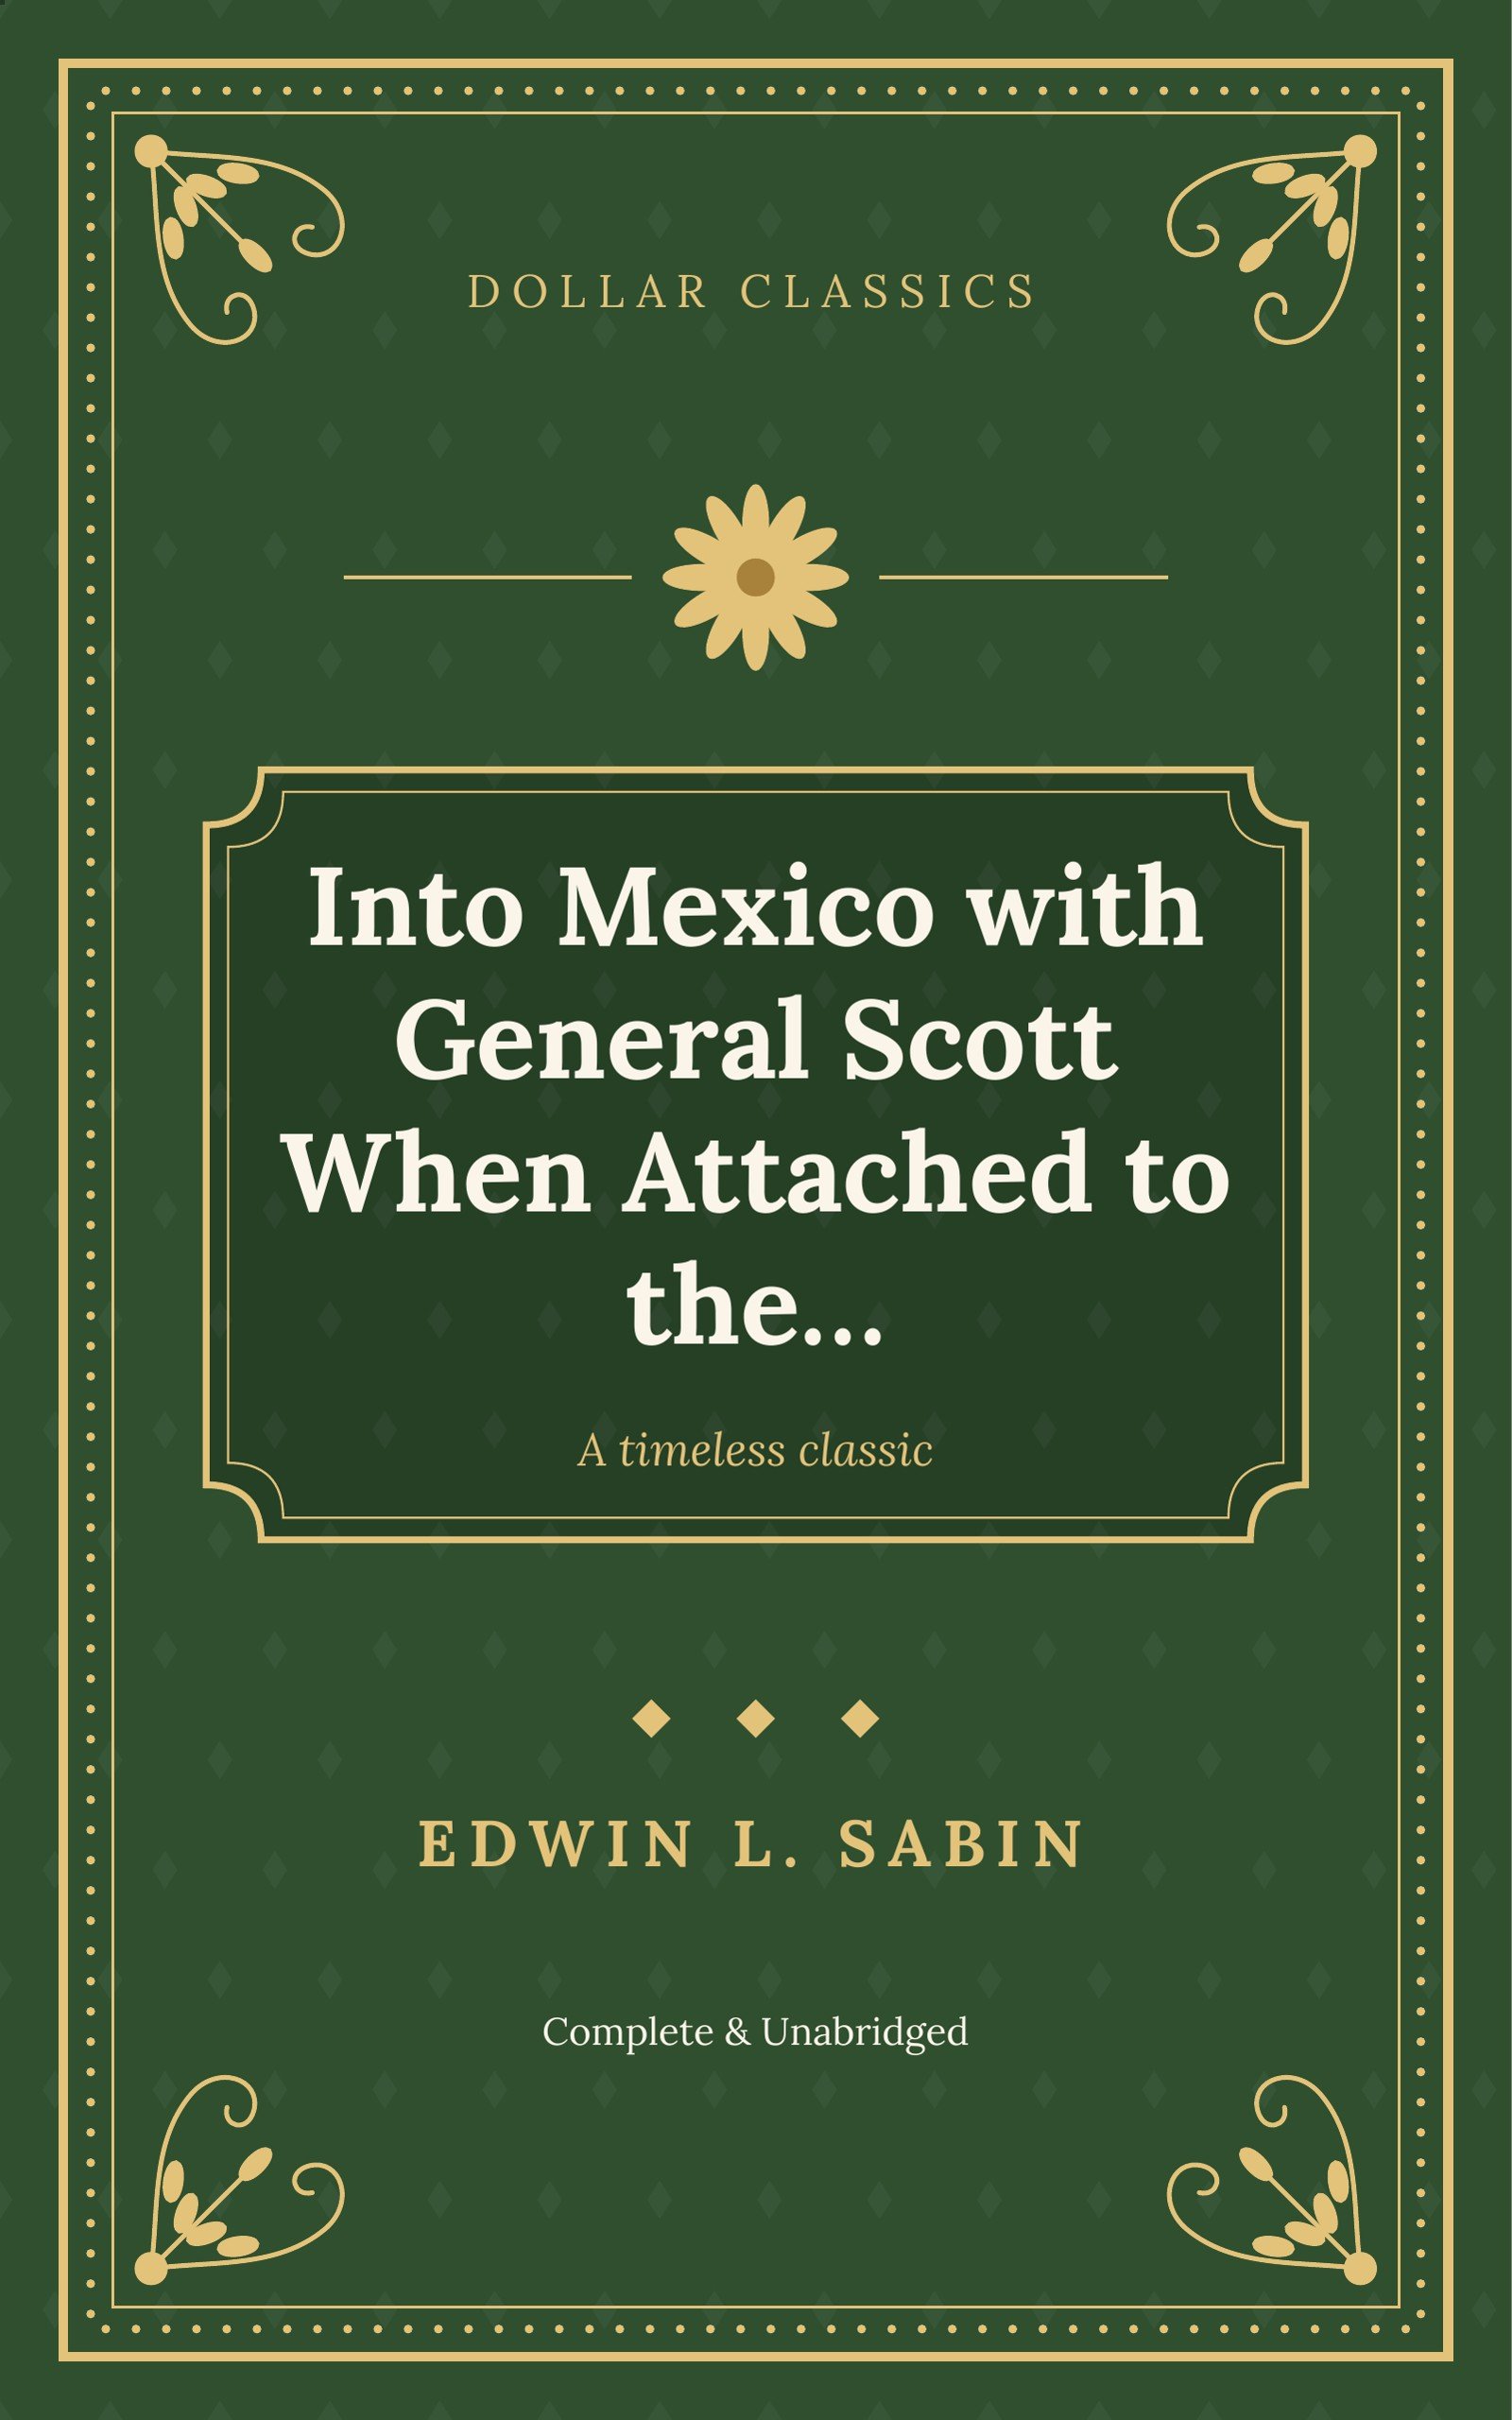 DOLLAR CLASSICS
Into Mexico with
General Scott
When Attached to
the...
A timeless classic
EDWIN L. SABIN
Complete & Unabridged